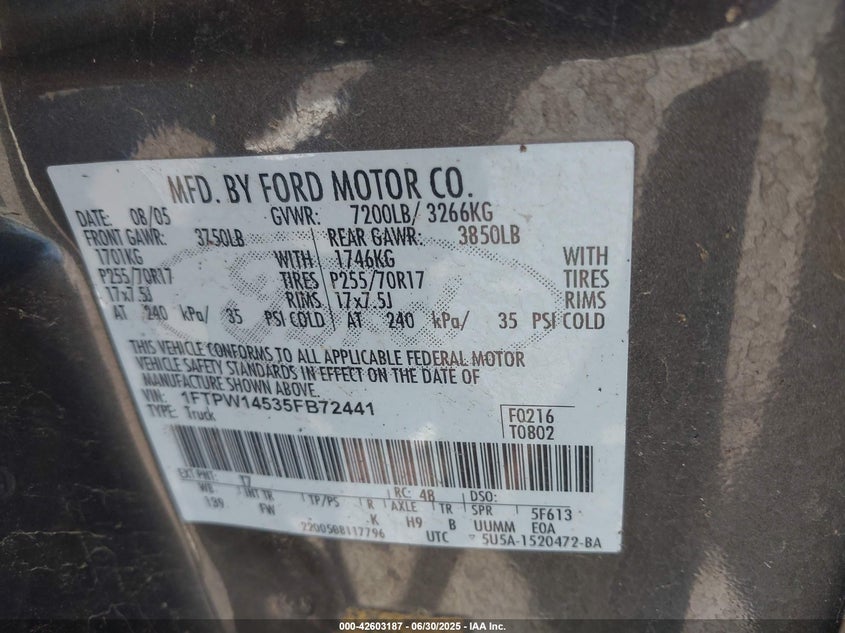 MFD. BY FORD MOTOR CO.
DATE: 08/05 GVWR: 7200LB/ 3266KG
FRONT GAWR: 3750LB REAR GAWR: 3850LB
1701KG WITH 1746KG WITH
P255/70R17 TIRES P255/70R17 TIRES
17x7.5J RIMS 17x7.5J RIMS
AT 240 kPa/ 35 PSI COLD AT 240 kPa/ 35 PSI COLD
THIS VEHICLE CONFORMS TO ALL APPLICABLE FEDERAL MOTOR
VEHICLE SAFETY STANDARDS IN EFFECT ON THE DATE OF
MANUFACTURE SHOWN ABOVE.
VIN: 1FTPW14535FB72441 F0216
TYPE: Truck T0802
EXT PNT: T7 RC: 48 DSO:
WB INT TR TP/PS R AXLE TR SPR 5F613
139 FW K H9 B UUMM EOA
22005BB117796 UTC 5U5A-1520472-BA
000-42603187 - 06/30/2025 - IAA Inc.